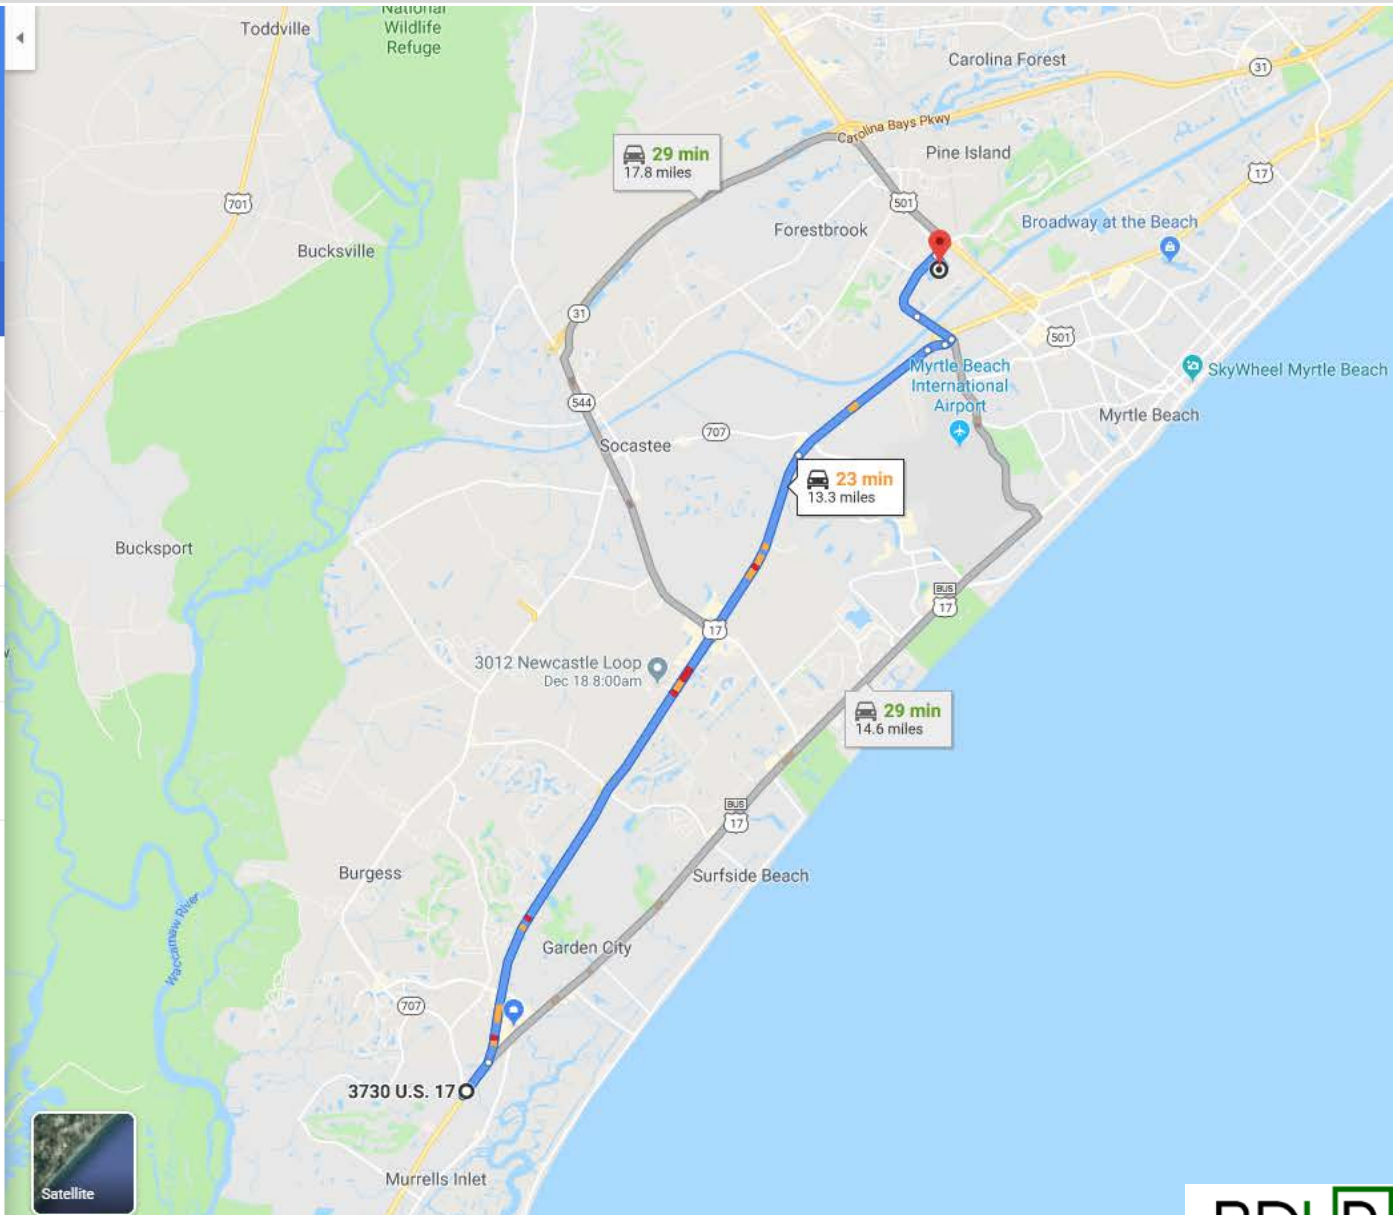 National
Wildlife
Refuge
Toddville
Carolina Forest
31
Carolina Bays Pkwy
29 min
17.8 miles
Pine Island
17
701
501
Broadway at the Beach
Forestbrook
Bucksville
31
501
Myrtle Beach
International
Airport
SkyWheel Myrtle Beach
544
Myrtle Beach
707
Socastee
23 min
13.3 miles
Bucksport
BUS
17
17
3012 Newcastle Loop
Dec 18 8:00am
29 min
14.6 miles
BUS
17
Burgess
Surfside Beach
Waccamaw River
Garden City
707
3730 U.S. 17
Murrells Inlet
Satellite